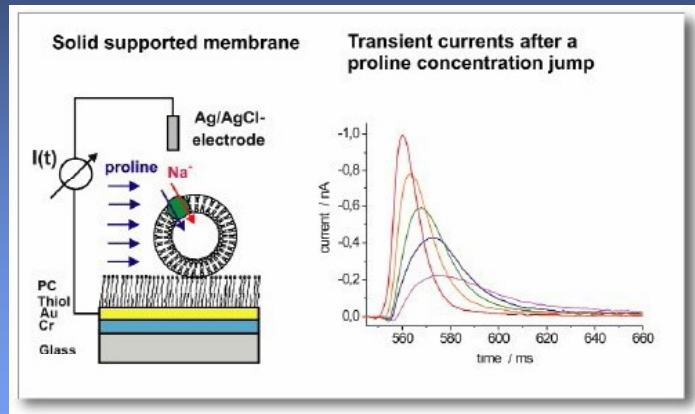 Solid supported membrane
Ag/AgCl-
electrode
I(t)
proline
Na⁻
PC
Thiol
Au
Cr
Glass
Transient currents after a
proline concentration jump
current / nA
-1,0
-0,8
-0,6
-0,4
-0,2
0,0
560
580
600
620
640
660
time / ms